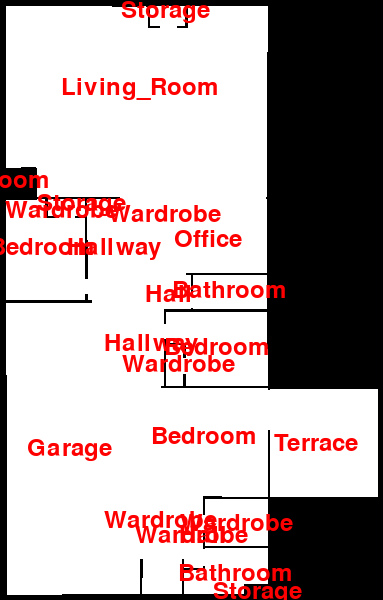 Storage
Living_Room
oom
Storage
Wardrobe
Wardrobe
Office
Bedroom
Hallway
Bathroom
Hall
Hallway
Bedroom
Wardrobe
Bedroom
Garage
Terrace
Wardrobe
Wardrobe
Wardrobe
Bathroom
Storage